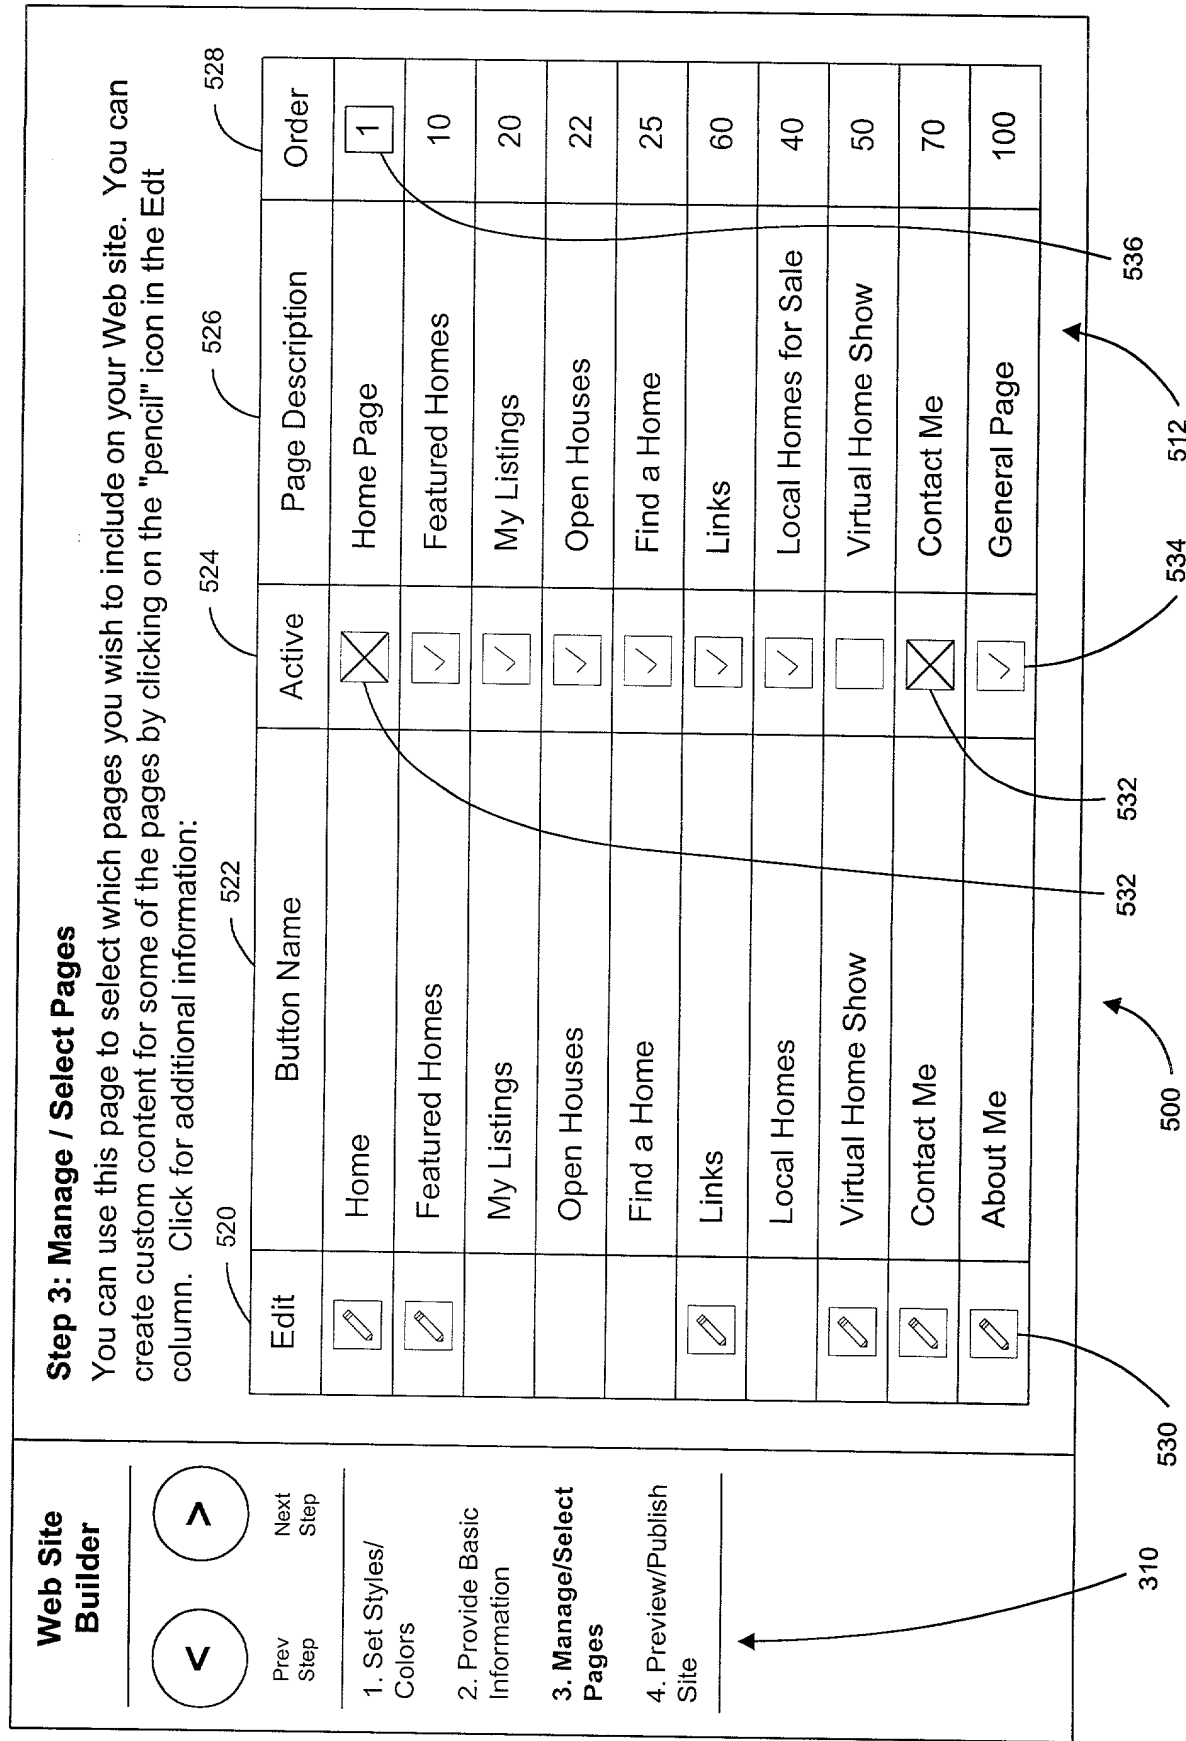 Web Site
Builder
<
>
Prev
Step
Next
Step
1. Set Styles/
Colors
2. Provide Basic
Information
3. Manage/Select
Pages
4. Preview/Publish
Site
310
Step 3: Manage / Select Pages
You can use this page to select which pages you wish to include on your Web site. You can
create custom content for some of the pages by clicking on the "pencil" icon in the Edt
column. Click for additional information:
520 522 524 526 528
Edit Button Name Active Page Description Order
Home Home Page 1
Featured Homes Featured Homes 10
My Listings My Listings 20
Open Houses Open Houses 22
Find a Home Find a Home 25
Links Links 60
Local Homes Local Homes for Sale 40
Virtual Home Show Virtual Home Show 50
Contact Me Contact Me 70
About Me General Page 100
530 500 532 532 534 512 536